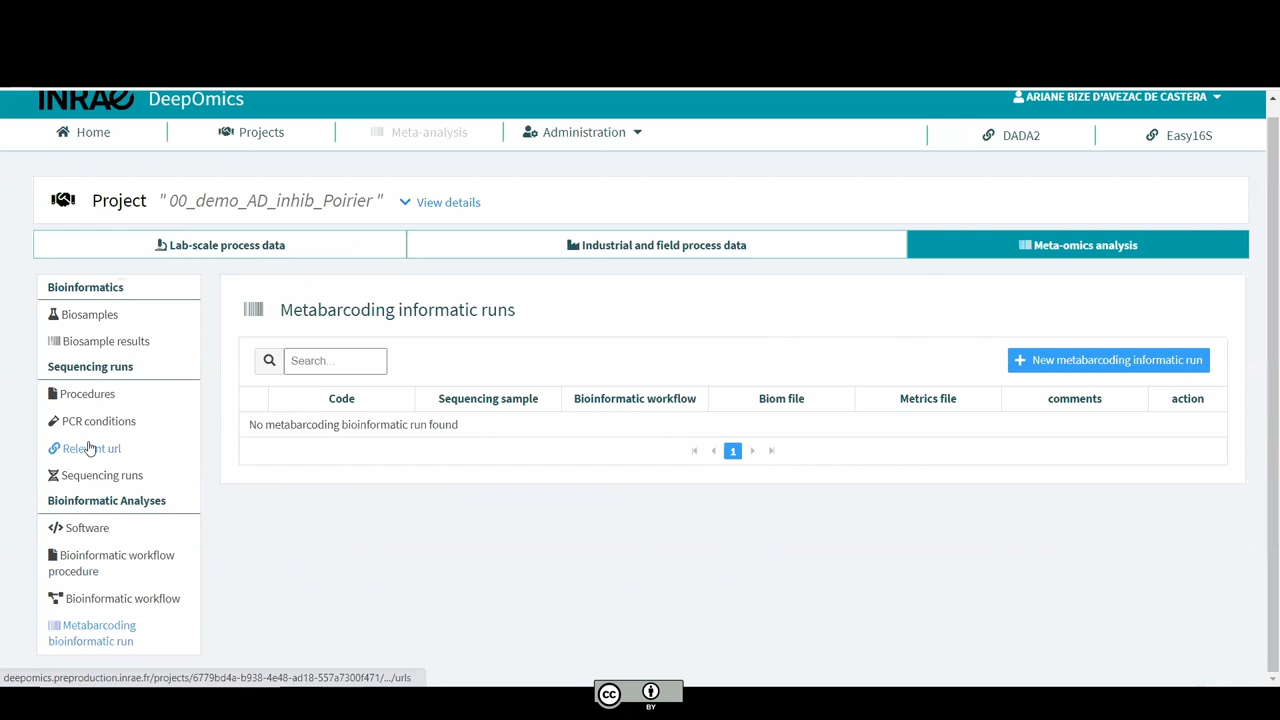 INRAE DeepOmics
ARIANE BIZE D'AVEZAC DE CASTERA
Home Projects Meta-analysis Administration DADA2 Easy16S
Project " 00_demo_AD_inhib_Poirier " View details
Lab-scale process data Industrial and field process data Meta-omics analysis
Bioinformatics
Biosamples
Biosample results
Sequencing runs
Procedures
PCR conditions
Relevant url
Sequencing runs
Bioinformatic Analyses
Software
Bioinformatic workflow
procedure
Bioinformatic workflow
Metabarcoding
bioinformatic run
Metabarcoding informatic runs
Search...
+ New metabarcoding informatic run
Code Sequencing sample Bioinformatic workflow Biom file Metrics file comments action
No metabarcoding bioinformatic run found
1
deepomics.preproduction.inrae.fr/projects/6779bd4a-b938-4e48-ad18-557a7300f471/.../urls
cc
BY